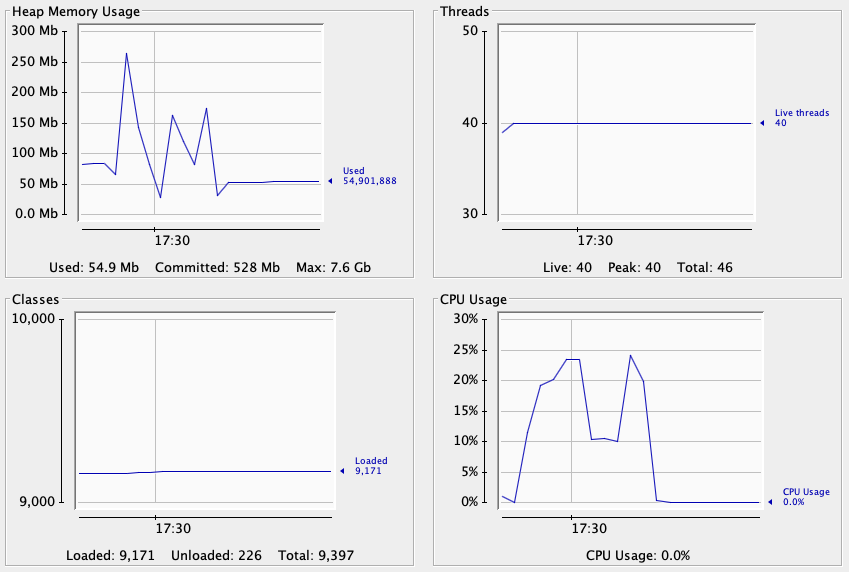 Heap Memory Usage
300 Mb
250 Mb
200 Mb
150 Mb
100 Mb
50 Mb
0.0 Mb
Used
54,901,888
17:30
Used: 54.9 Mb Committed: 528 Mb Max: 7.6 Gb
Threads
50
40
30
Live threads
40
17:30
Live: 40 Peak: 40 Total: 46
Classes
10,000
9,000
Loaded
9,171
17:30
Loaded: 9,171 Unloaded: 226 Total: 9,397
CPU Usage
30%
25%
20%
15%
10%
5%
0%
CPU Usage
0.0%
17:30
CPU Usage: 0.0%